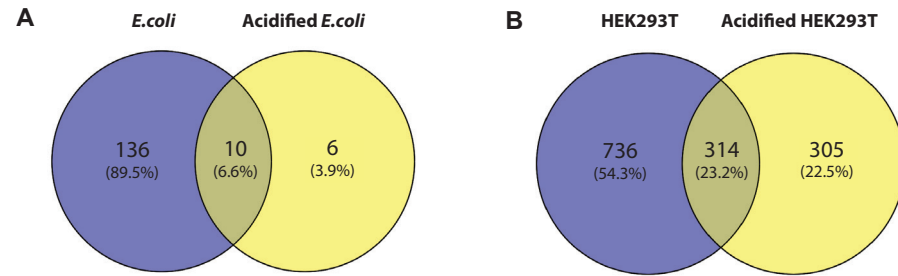 A
E.coli Acidified E.coli
136 10 6
(89.5%) (6.6%) (3.9%)
B
HEK293T Acidified HEK293T
736 314 305
(54.3%) (23.2%) (22.5%)